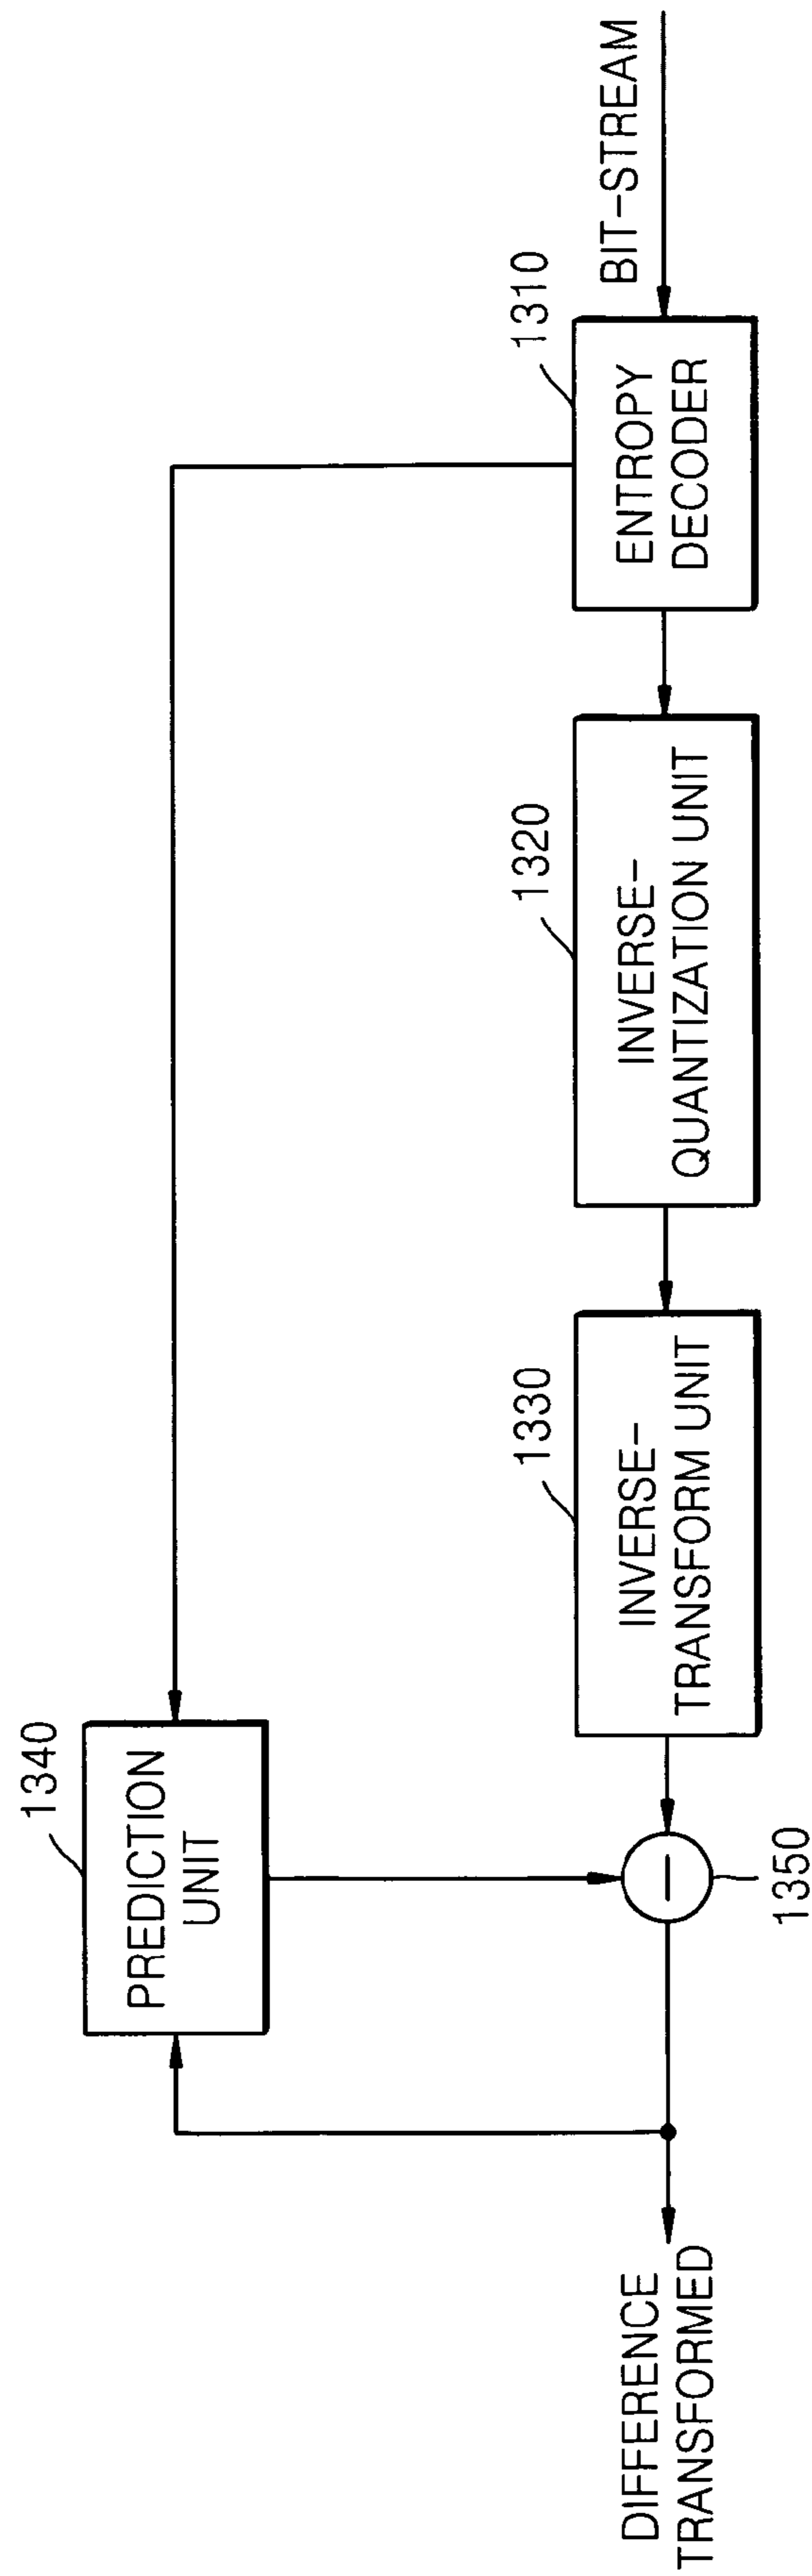 1340
PREDICTION
UNIT
DIFFERENCE
TRANSFORMED
1350
1330
INVERSE-
TRANSFORM UNIT
1320
INVERSE-
QUANTIZATION UNIT
1310
ENTROPY
DECODER
BIT-STREAM